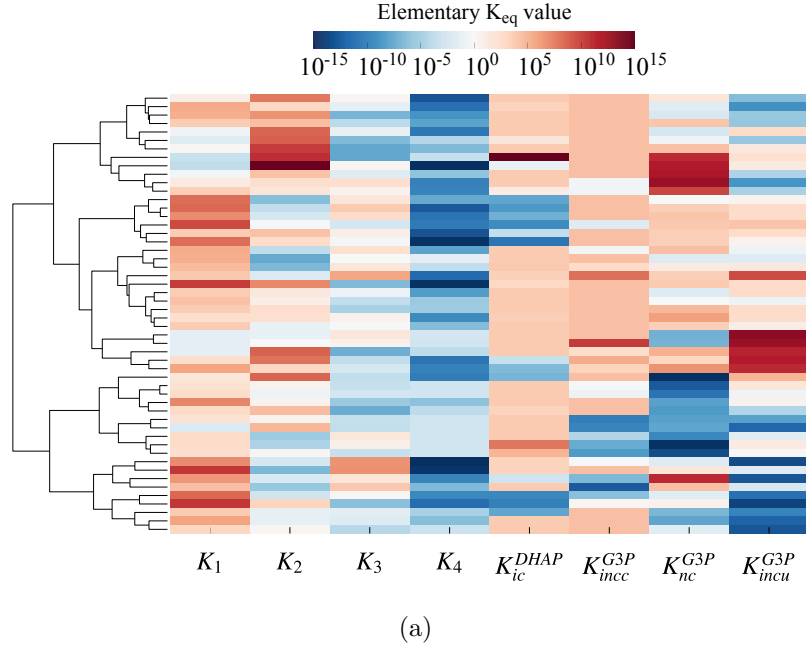 Elementary K_eq value
10^-15 10^-10 10^-5 10^0 10^5 10^10 10^15
K_1 K_2 K_3 K_4 K_ic^DHAP K_incc^G3P K_nc^G3P K_incu^G3P
(a)